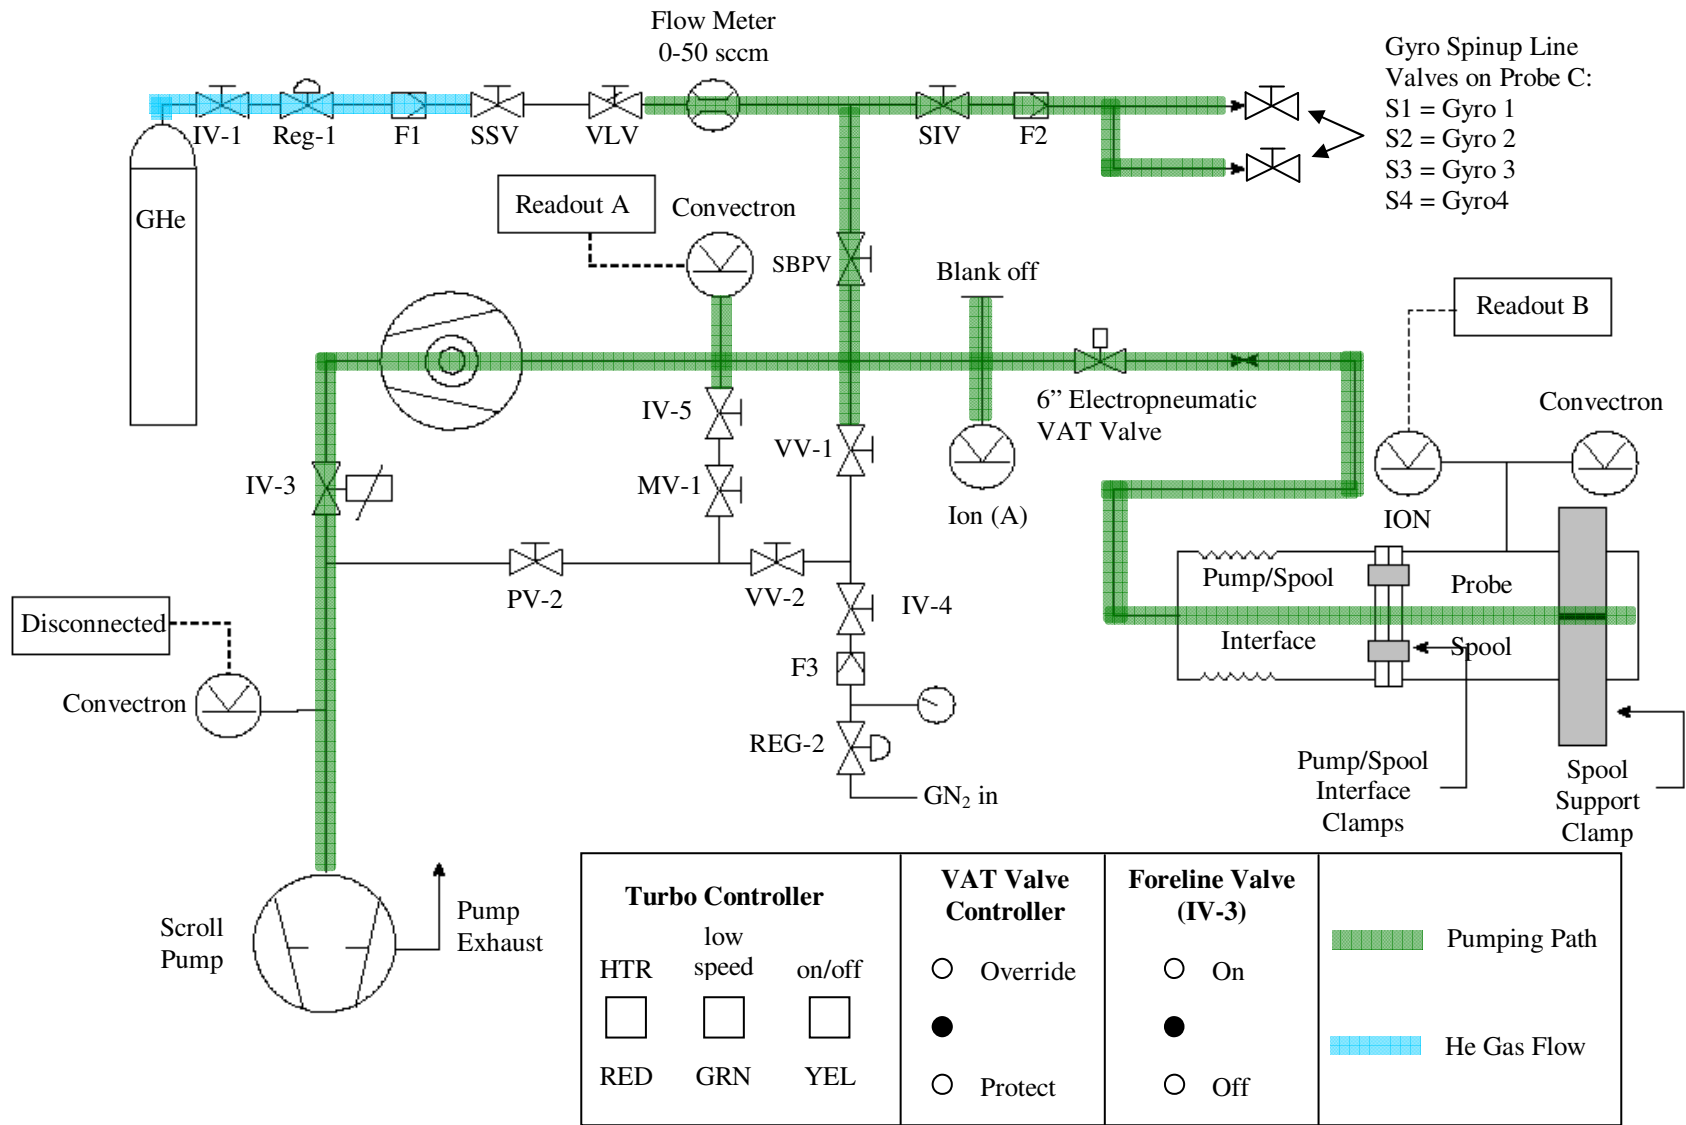 Flow Meter
0-50 sccm
Gyro Spinup Line
Valves on Probe C:
S1 = Gyro 1
S2 = Gyro 2
S3 = Gyro 3
S4 = Gyro4
IV-1
Reg-1
F1
SSV
VLV
SIV
F2
GHe
Readout A
Convectron
SBPV
Blank off
Readout B
IV-5
VV-1
6” Electropneumatic
VAT Valve
Convectron
IV-3
MV-1
Ion (A)
ION
PV-2
VV-2
IV-4
Pump/Spool
Interface
Probe
Spool
Disconnected
Convectron
F3
REG-2
GN2 in
Pump/Spool
Interface
Clamps
Spool
Support
Clamp
Scroll
Pump
Pump
Exhaust
Turbo Controller
HTR
low
speed
on/off
RED
GRN
YEL
VAT Valve
Controller
Override
Protect
Foreline Valve
(IV-3)
On
Off
Pumping Path
He Gas Flow